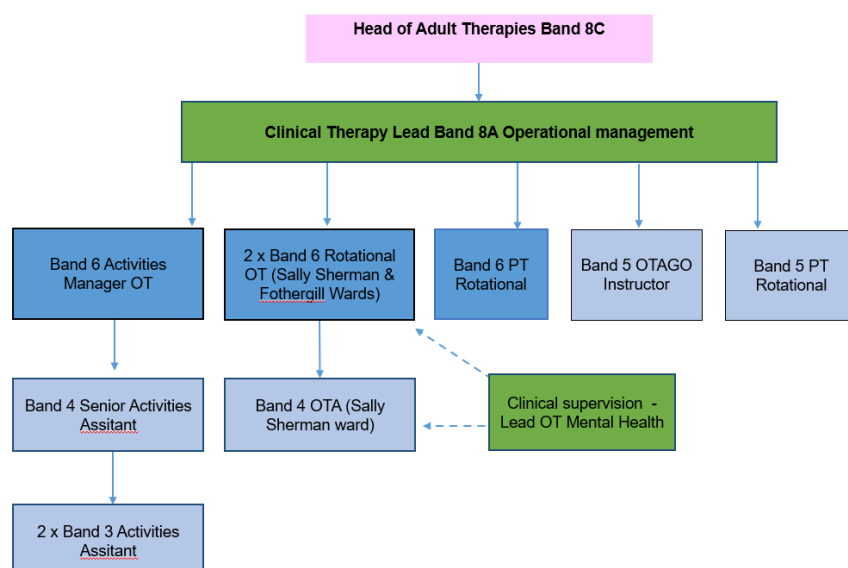 Head of Adult Therapies Band 8C
Clinical Therapy Lead Band 8A Operational management
Band 6 Activities
Manager OT
2 x Band 6 Rotational
OT (Sally Sherman &
Fothergill Wards)
Band 6 PT
Rotational
Band 5 OTAGO
Instructor
Band 5 PT
Rotational
Band 4 Senior Activities
Assitant
Band 4 OTA (Sally
Sherman ward)
Clinical supervision -
Lead OT Mental Health
2 x Band 3 Activities
Assitant